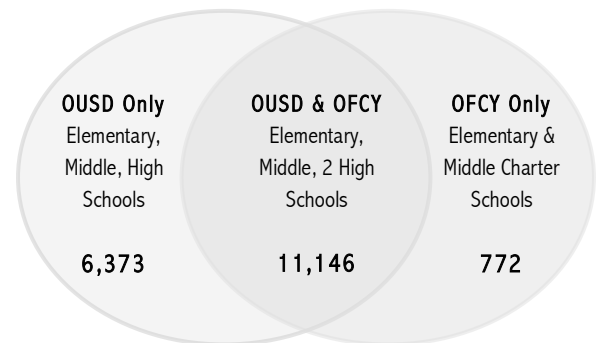 OUSD Only
Elementary,
Middle, High
Schools
6,373
OUSD & OFCY
Elementary,
Middle, 2 High
Schools
11,146
OFCY Only
Elementary &
Middle Charter
Schools
772